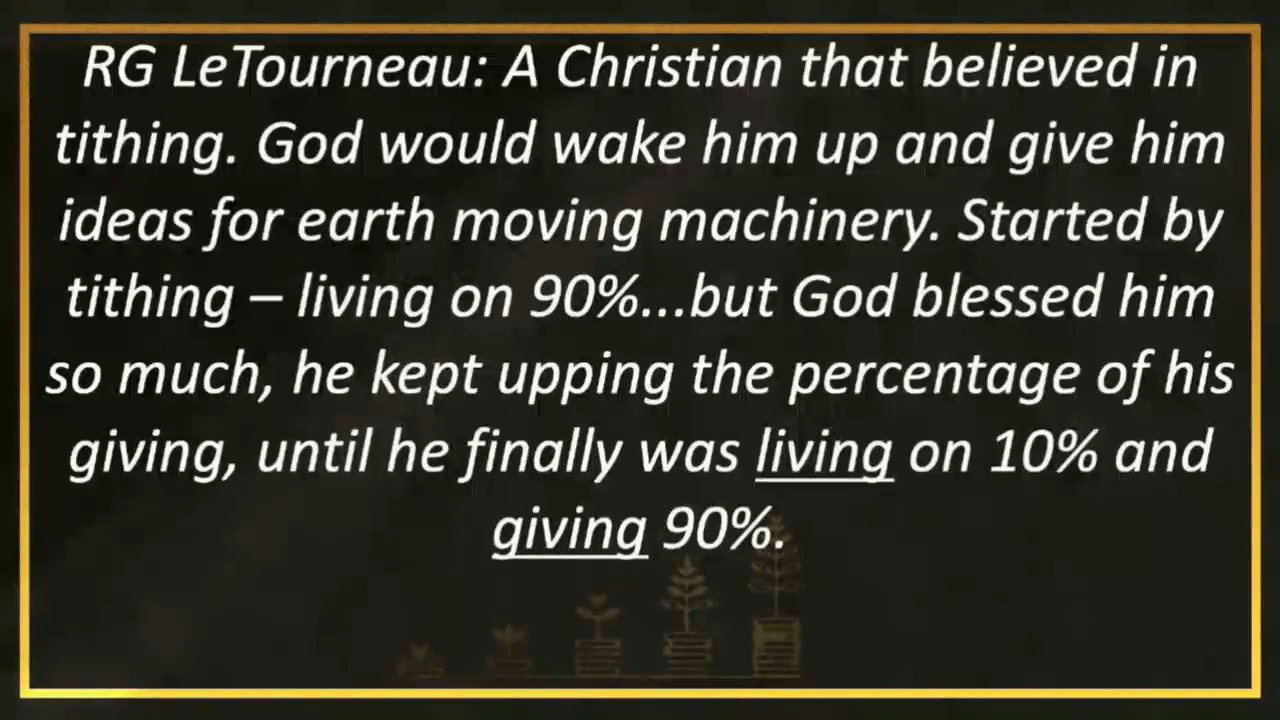 RG LeTourneau: A Christian that believed in
tithing. God would wake him up and give him
ideas for earth moving machinery. Started by
tithing – living on 90%...but God blessed him
so much, he kept upping the percentage of his
giving, until he finally was living on 10% and
giving 90%.